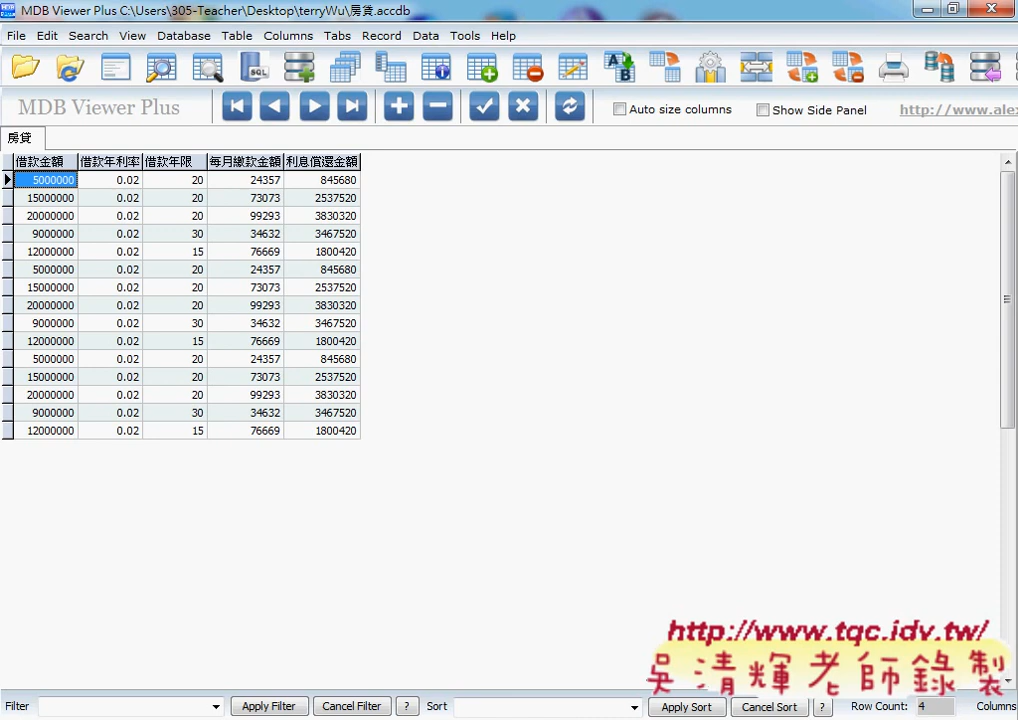 MDB Viewer Plus C:\Users\305-Teacher\Desktop\terryWu\房貸.accdb
File Edit Search View Database Table Columns Tabs Record Data Tools Help
MDB Viewer Plus Auto size columns Show Side Panel http://www.alex
房貸
借款金額 借款年利率 借款年限 每月繳款金額 利息償還金額
5000000 0.02 20 24357 845680
15000000 0.02 20 73073 2537520
20000000 0.02 20 99293 3830320
9000000 0.02 30 34632 3467520
12000000 0.02 15 76669 1800420
5000000 0.02 20 24357 845680
15000000 0.02 20 73073 2537520
20000000 0.02 20 99293 3830320
9000000 0.02 30 34632 3467520
12000000 0.02 15 76669 1800420
5000000 0.02 20 24357 845680
15000000 0.02 20 73073 2537520
20000000 0.02 20 99293 3830320
9000000 0.02 30 34632 3467520
12000000 0.02 15 76669 1800420
http://www.tqc.idv.tw/
吳清輝老師錄製
Filter Apply Filter Cancel Filter ? Sort Apply Sort Cancel Sort ? Row Count: 4 Columns